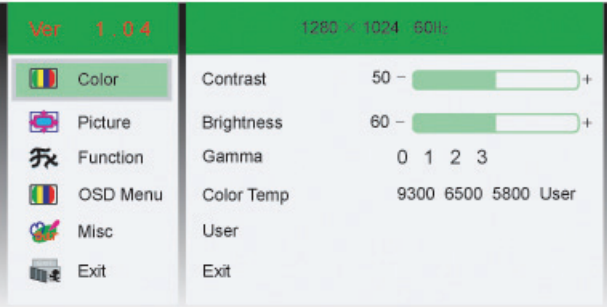 Ver 1.04
1280 × 1024 60Hz
Color
Picture
Function
OSD Menu
Misc
Exit
Contrast 50 - +
Brightness 60 - +
Gamma 0 1 2 3
Color Temp 9300 6500 5800 User
User
Exit